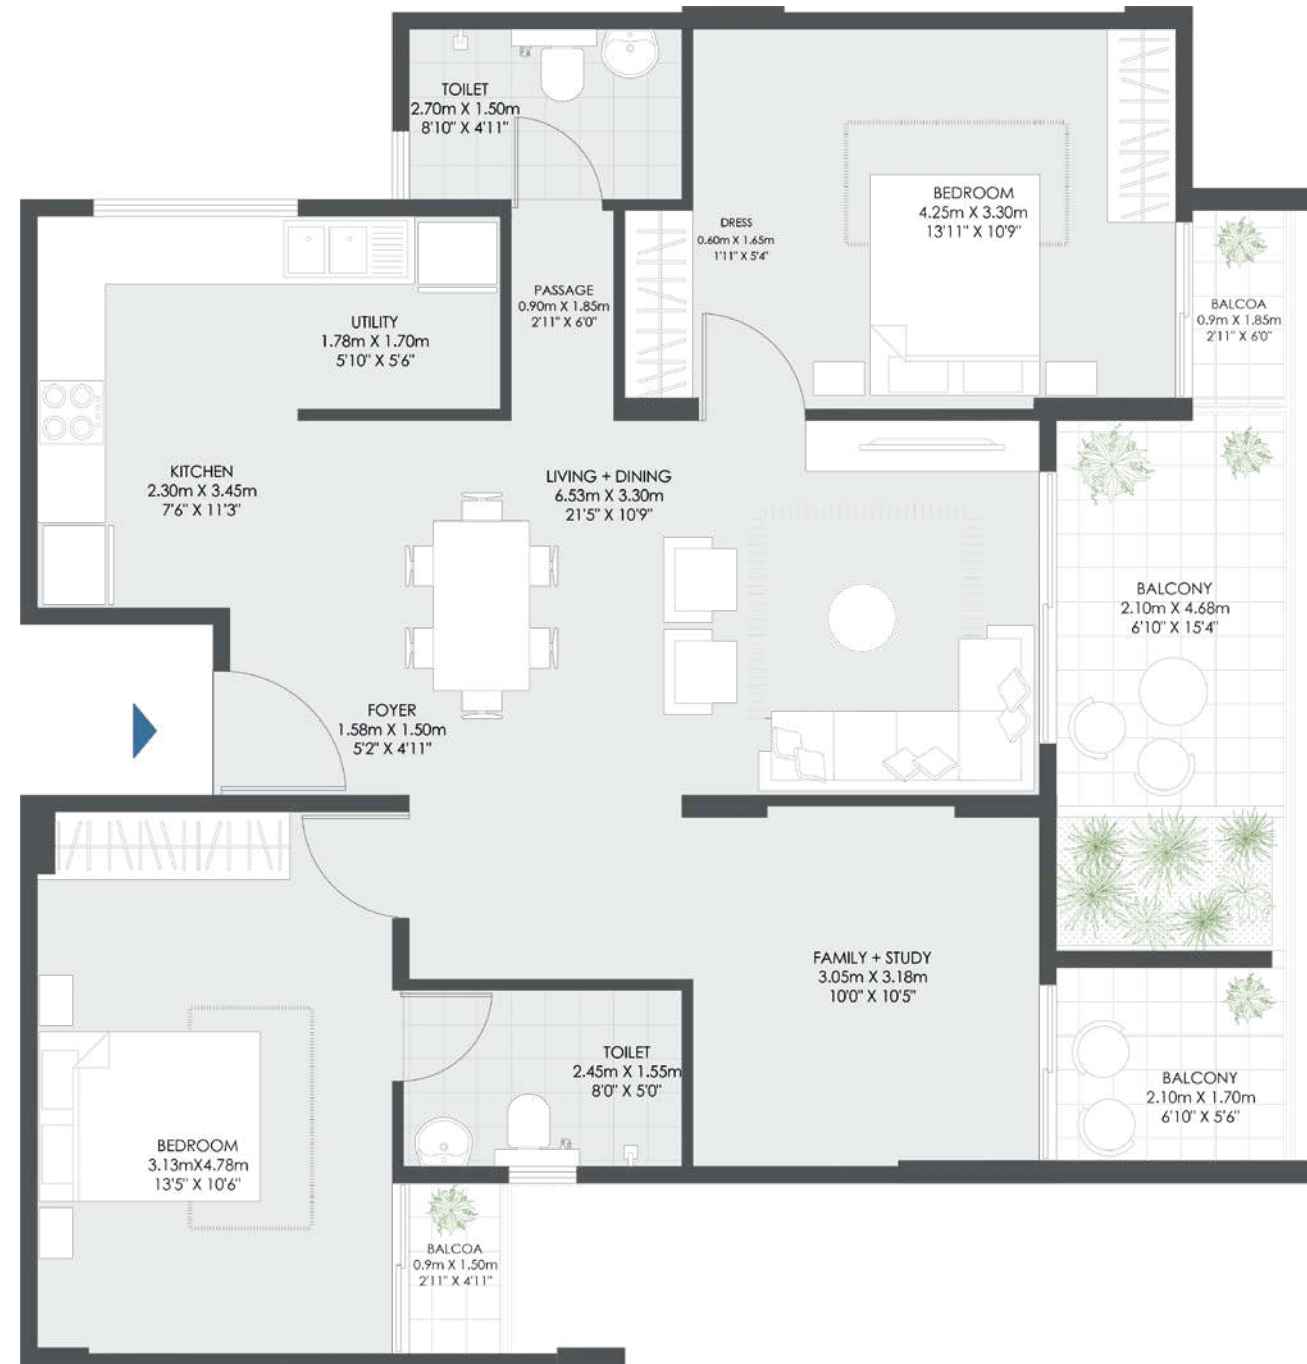 TOILET
2.70m X 1.50m
8'10" X 4'11"
BEDROOM
4.25m X 3.30m
13'11" X 10'9"
DRESS
0.60m X 1.65m
1'11" X 5'4"
PASSAGE
0.90m X 1.85m
2'11" X 6'0"
BALCOA
0.9m X 1.85m
2'11" X 6'0"
UTILITY
1.78m X 1.70m
5'10" X 5'6"
KITCHEN
2.30m X 3.45m
7'6" X 11'3"
LIVING + DINING
6.53m X 3.30m
21'5" X 10'9"
BALCONY
2.10m X 4.68m
6'10" X 15'4"
FOYER
1.58m X 1.50m
5'2" X 4'11"
FAMILY + STUDY
3.05m X 3.18m
10'0" X 10'5"
TOILET
2.45m X 1.55m
8'0" X 5'0"
BALCONY
2.10m X 1.70m
6'10" X 5'6"
BEDROOM
3.13mX4.78m
13'5" X 10'6"
BALCOA
0.9m X 1.50m
2'11" X 4'11"